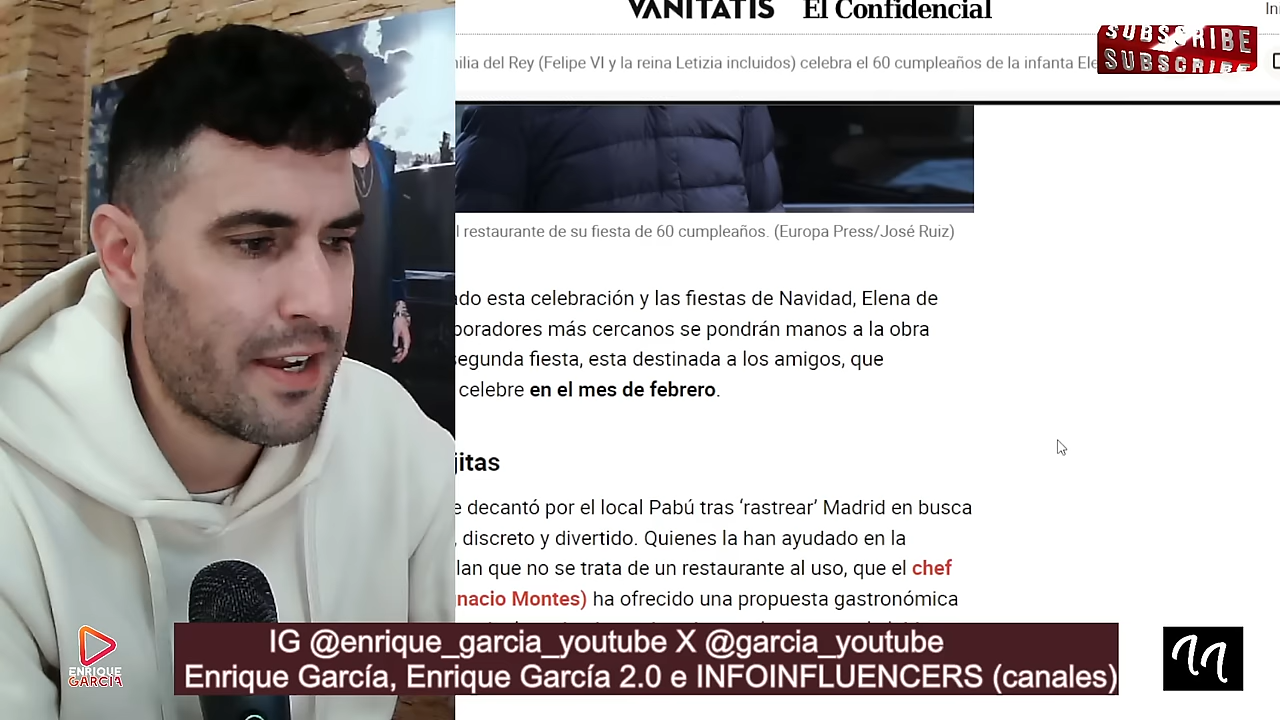 VANITATIS El Confidencial
In
SUBSCRIBE
SUBSCRIBE
milia del Rey (Felipe VI y la reina Letizia incluidos) celebra el 60 cumpleaños de la infanta Ele
l restaurante de su fiesta de 60 cumpleaños. (Europa Press/José Ruiz)
do esta celebración y las fiestas de Navidad, Elena de
boradores más cercanos se pondrán manos a la obra
segunda fiesta, esta destinada a los amigos, que
celebre en el mes de febrero.
jitas
e decantó por el local Pabú tras ‘rastrear’ Madrid en busca
, discreto y divertido. Quienes la han ayudado en la
lan que no se trata de un restaurante al uso, que el chef
nacio Montes) ha ofrecido una propuesta gastronómica
IG @enrique_garcia_youtube X @garcia_youtube
Enrique García, Enrique García 2.0 e INFOINFLUENCERS (canales)
ENRIQUE
GARCÍA